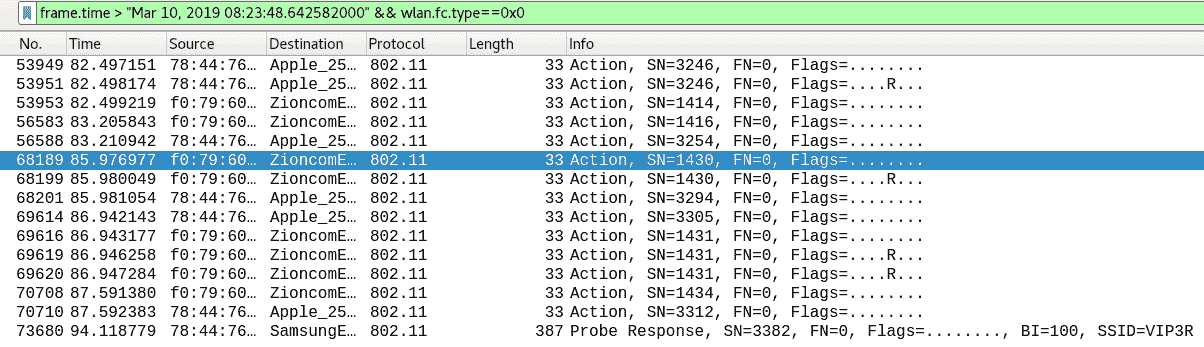 frame.time > "Mar 10, 2019 08:23:48.642582000" && wlan.fc.type==0x0
No. Time Source Destination Protocol Length Info
53949 82.497151 78:44:76… Apple_25… 802.11 33 Action, SN=3246, FN=0, Flags=........
53951 82.498174 78:44:76… Apple_25… 802.11 33 Action, SN=3246, FN=0, Flags=....R...
53953 82.499219 f0:79:60… ZioncomE… 802.11 33 Action, SN=1414, FN=0, Flags=........
56583 83.205843 f0:79:60… ZioncomE… 802.11 33 Action, SN=1416, FN=0, Flags=........
56588 83.210942 78:44:76… Apple_25… 802.11 33 Action, SN=3254, FN=0, Flags=........
68189 85.976977 f0:79:60… ZioncomE… 802.11 33 Action, SN=1430, FN=0, Flags=........
68199 85.980049 f0:79:60… ZioncomE… 802.11 33 Action, SN=1430, FN=0, Flags=....R...
68201 85.981054 78:44:76… Apple_25… 802.11 33 Action, SN=3294, FN=0, Flags=........
69614 86.942143 78:44:76… Apple_25… 802.11 33 Action, SN=3305, FN=0, Flags=........
69616 86.943177 f0:79:60… ZioncomE… 802.11 33 Action, SN=1431, FN=0, Flags=........
69619 86.946258 f0:79:60… ZioncomE… 802.11 33 Action, SN=1431, FN=0, Flags=....R...
69620 86.947284 f0:79:60… ZioncomE… 802.11 33 Action, SN=1431, FN=0, Flags=....R...
70708 87.591380 f0:79:60… ZioncomE… 802.11 33 Action, SN=1434, FN=0, Flags=........
70710 87.592383 78:44:76… Apple_25… 802.11 33 Action, SN=3312, FN=0, Flags=........
73680 94.118779 78:44:76… SamsungE… 802.11 387 Probe Response, SN=3382, FN=0, Flags=........, BI=100, SSID=VIP3R